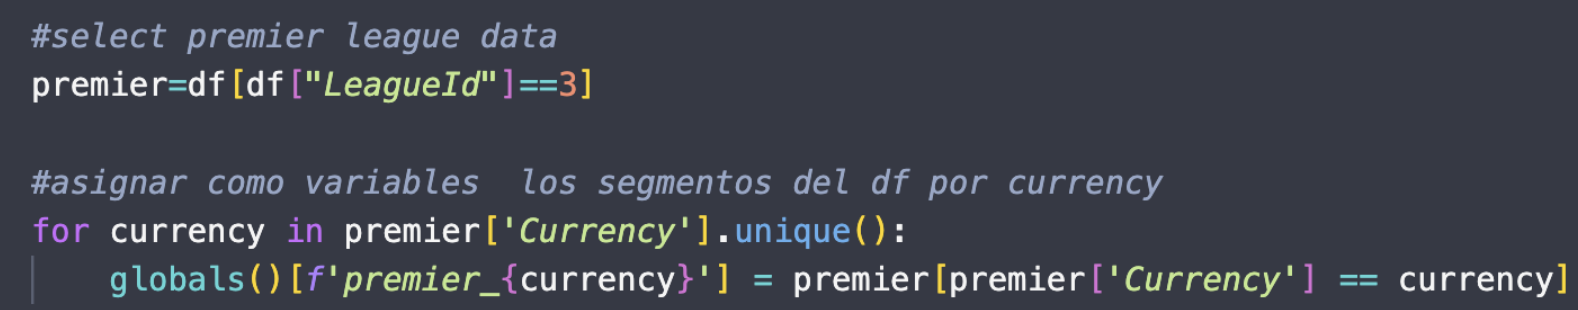 #select premier league data
premier=df[df["LeagueId"]==3]
#asignar como variables  los segmentos del df por currency
for currency in premier['Currency'].unique():
    globals()[f'premier_{currency}'] = premier[premier['Currency'] == currency]